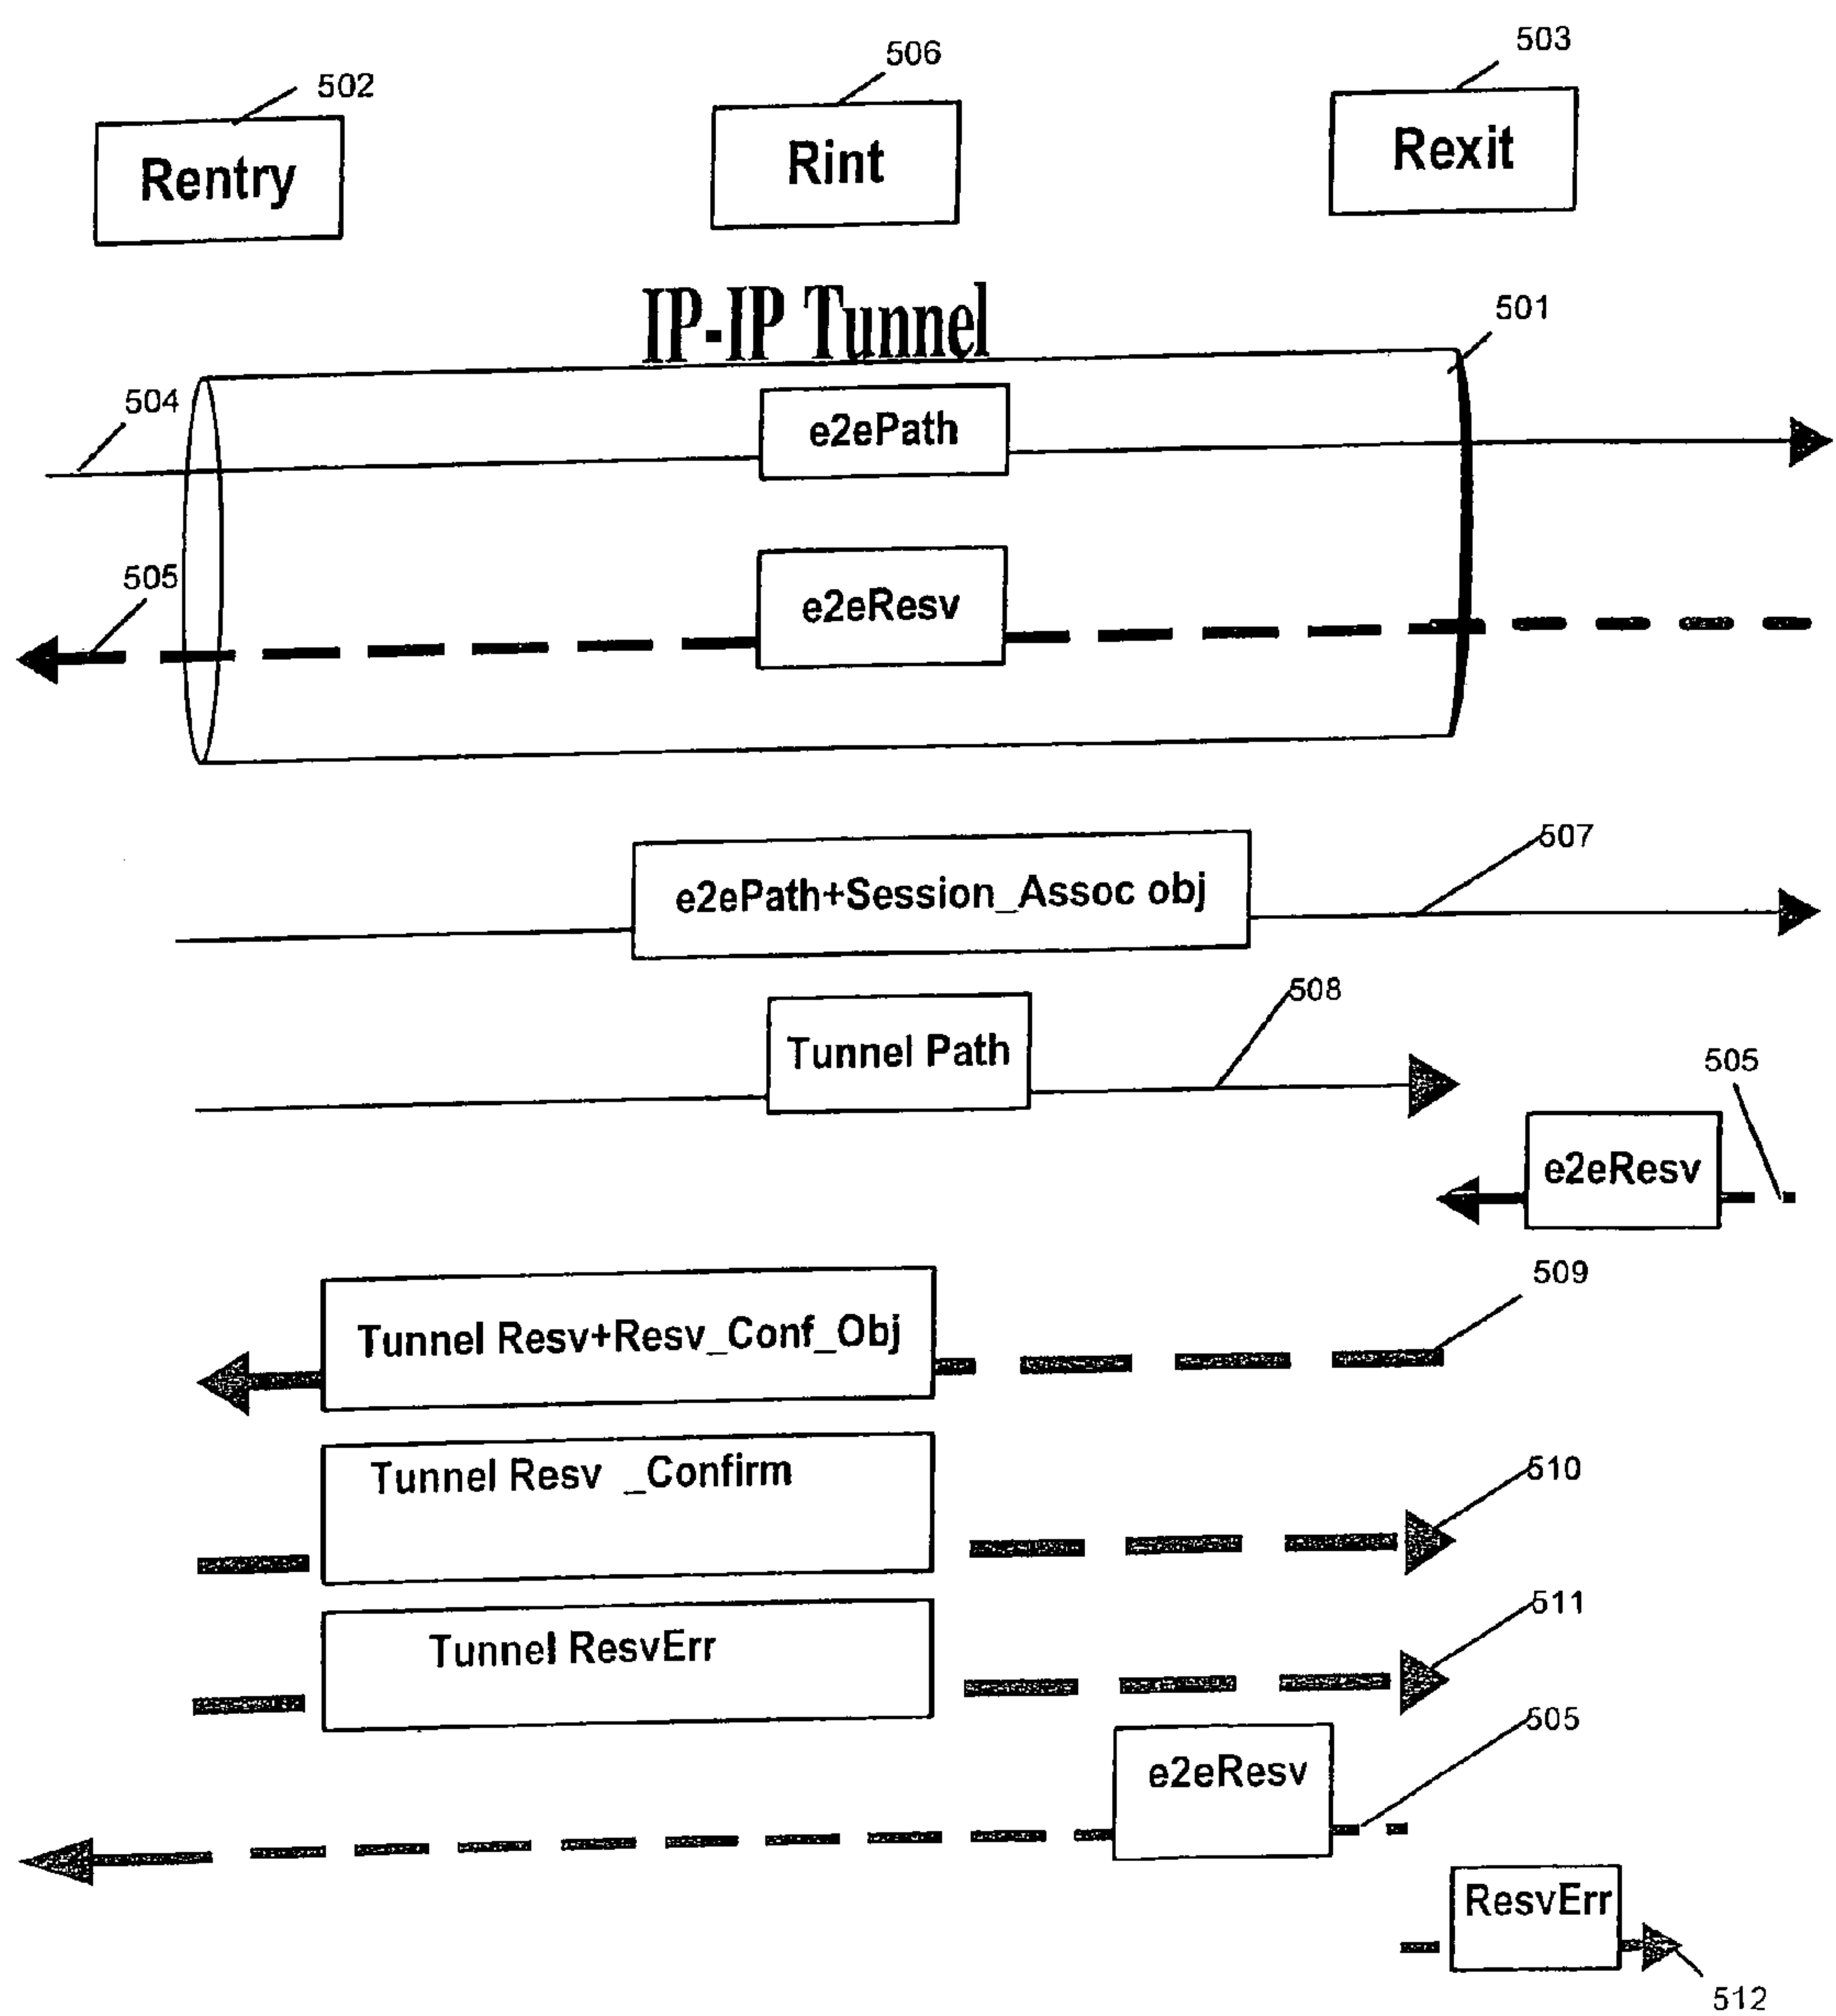 502
506
503
Rentry
Rint
Rexit
IP-IP Tunnel
501
504
e2ePath
505
e2eResv
507
e2ePath+Session_Assoc obj
508
Tunnel Path
505
e2eResv
509
Tunnel Resv+Resv_Conf_Obj
Tunnel Resv _Confirm
510
511
Tunnel ResvErr
505
e2eResv
ResvErr
512